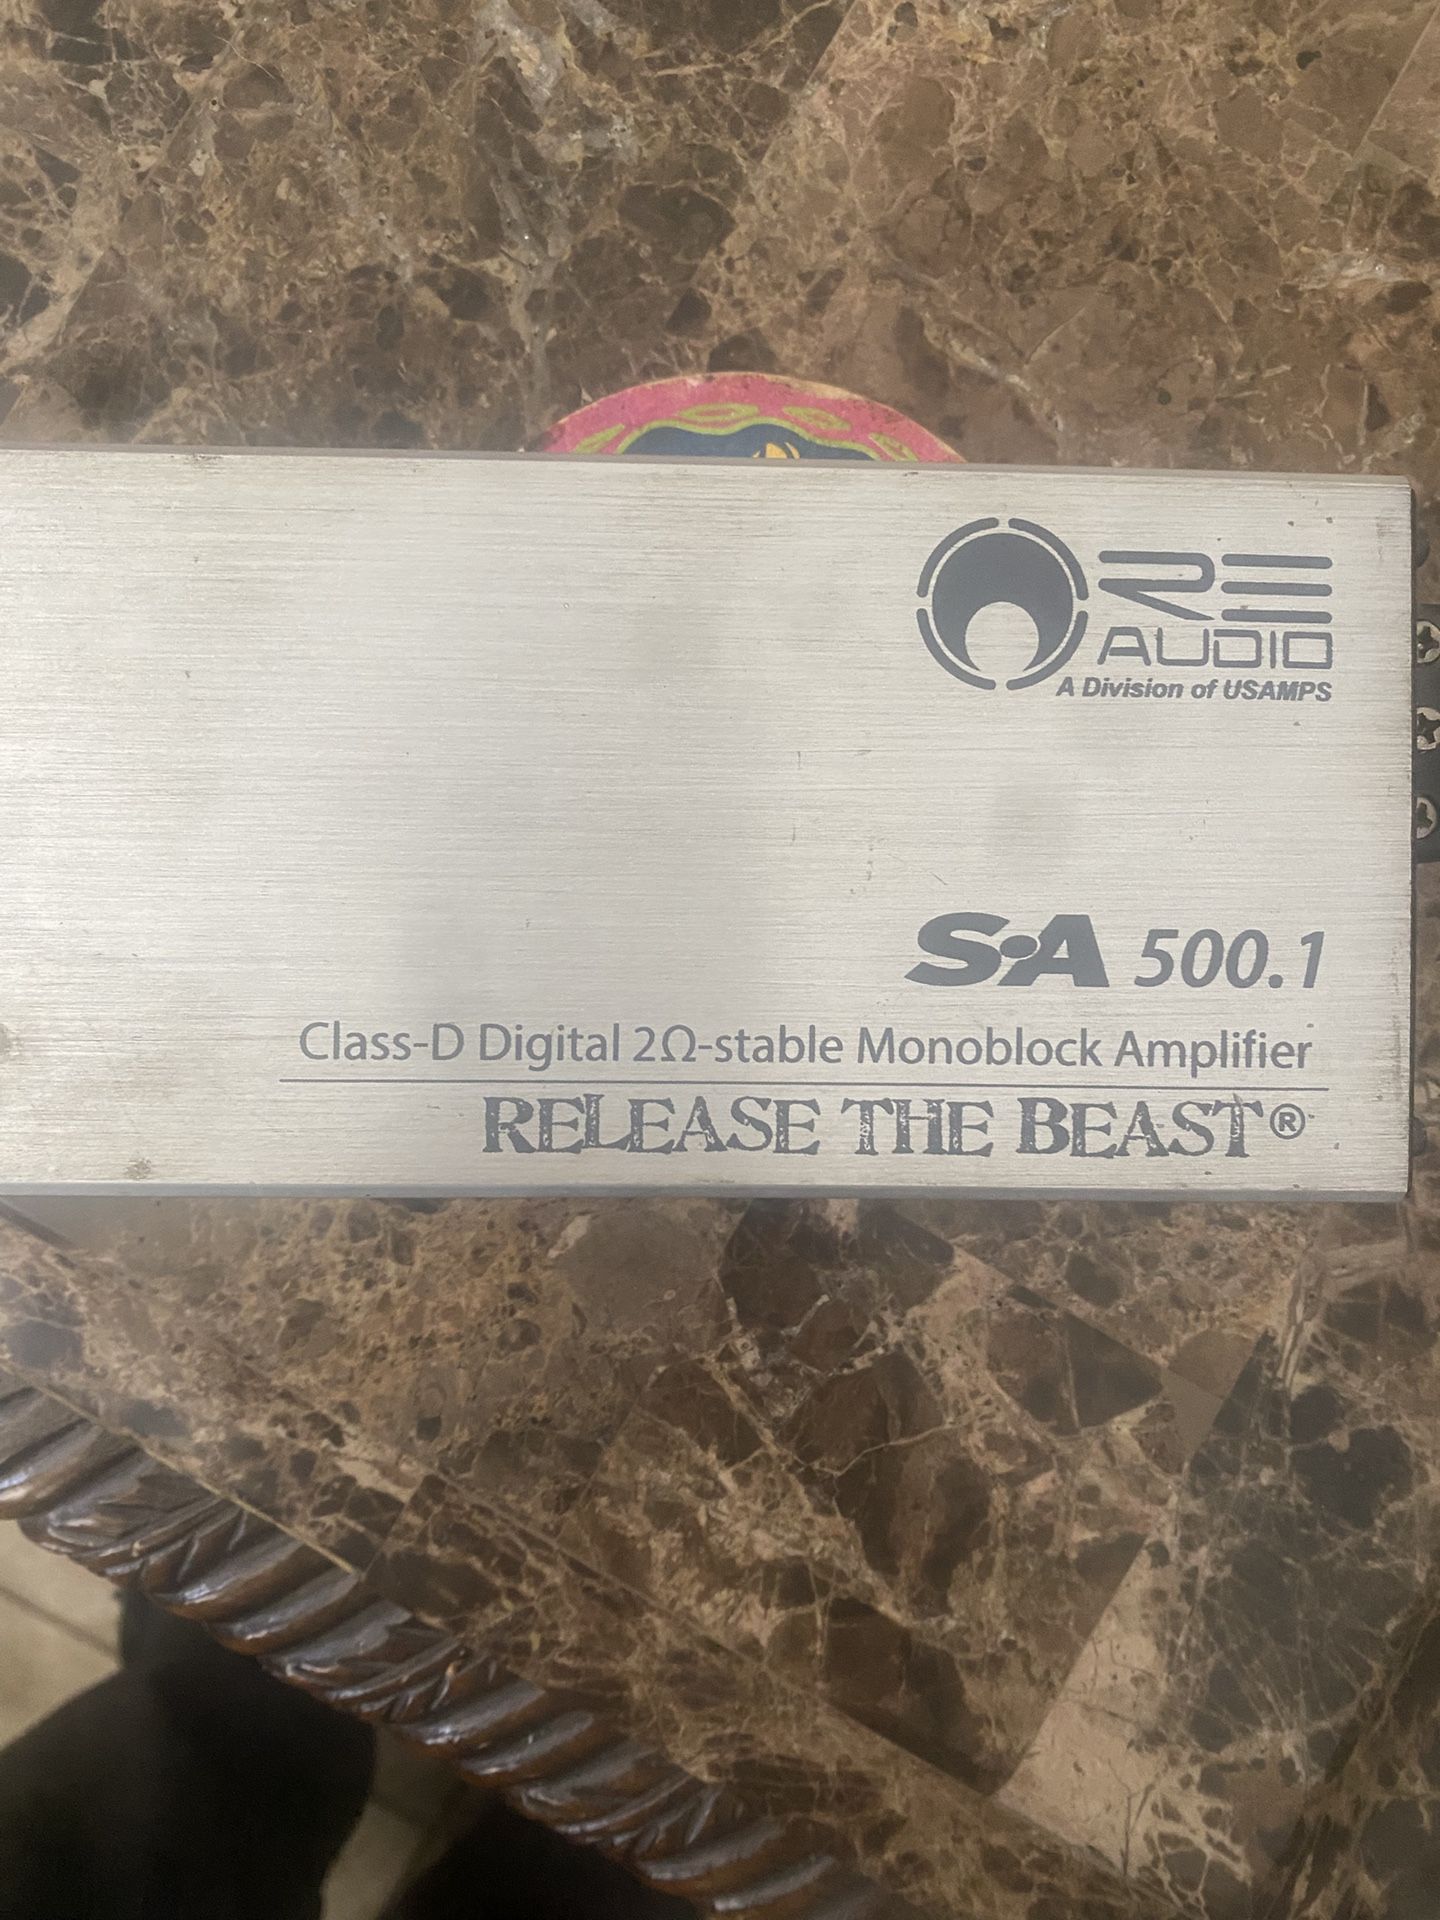 RE
AUDIO
A Division of USAMPS
S·A 500.1
Class-D Digital 2Ω-stable Monoblock Amplifier
RELEASE THE BEAST®